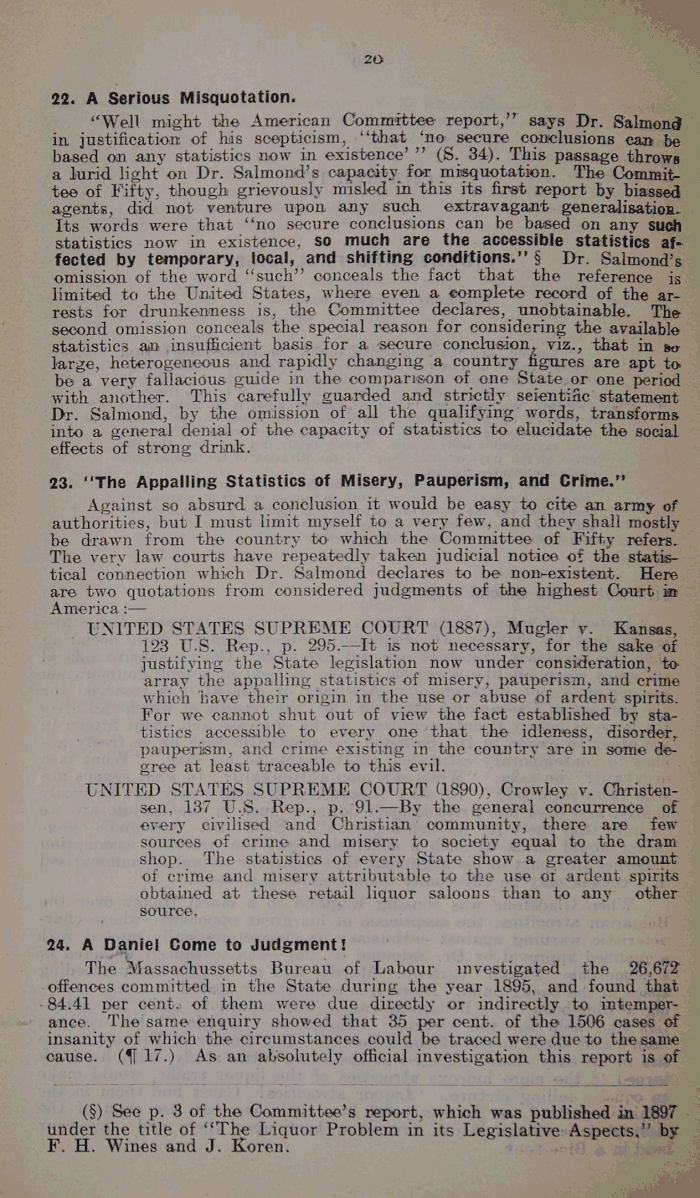 20
22. A Serious Misquotation.
"Well might the American Committee report," says Dr. Salmond
in justification of his scepticism, "that 'no secure conclusions can be
based on any statistics now in existence' " (S. 34). This passage throws
a lurid light on Dr. Salmond's capacity for misquotation. The Commit-
tee of Fifty, though grievously misled in this its first report by biassed
agents, did not venture upon any such extravagant generalisation.
Its words were that "no secure conclusions can be based on any such
statistics now in existence, so much are the accessible statistics af-
fected by temporary, local, and shifting conditions." § Dr. Salmond's
omission of the word "such" conceals the fact that the reference is
limited to the United States, where even a complete record of the ar-
rests for drunkenness is, the Committee declares, unobtainable. The
second omission conceals the special reason for considering the available
statistics an insufficient basis for a secure conclusion, viz., that in so
large, heterogeneous and rapidly changing a country figures are apt to
be a very fallacious guide in the comparison of one State or one period
with another. This carefully guarded and strictly scientific statement
Dr. Salmond, by the omission of all the qualifying words, transforms
into a general denial of the capacity of statistics to elucidate the social
effects of strong drink.
23. "The Appalling Statistics of Misery, Pauperism, and Crime."
Against so absurd a conclusion it would be easy to cite an army of
authorities, but I must limit myself to a very few, and they shall mostly
be drawn from the country to which the Committee of Fifty refers.
The very law courts have repeatedly taken judicial notice of the statis-
tical connection which Dr. Salmond declares to be non-existent. Here
are two quotations from considered judgments of the highest Court in
America :—
UNITED STATES SUPREME COURT (1887), Mugler v. Kansas,
123 U.S. Rep., p. 295.—It is not necessary, for the sake of
justifying the State legislation now under consideration, to
array the appalling statistics of misery, pauperism, and crime
which have their origin in the use or abuse of ardent spirits.
For we cannot shut out of view the fact established by sta-
tistics accessible to every one that the idleness, disorder,
pauperism, and crime existing in the country are in some de-
gree at least traceable to this evil.
UNITED STATES SUPREME COURT (1890), Crowley v. Christen-
sen, 137 U.S. Rep., p. 91.—By the general concurrence of
every civilised and Christian community, there are few
sources of crime and misery to society equal to the dram
shop. The statistics of every State show a greater amount
of crime and misery attributable to the use of ardent spirits
obtained at these retail liquor saloons than to any other
source.
24. A Daniel Come to Judgment!
The Massachussetts Bureau of Labour investigated the 26,672
offences committed in the State during the year 1895, and found that
84.41 per cent. of them were due directly or indirectly to intemper-
ance. The same enquiry showed that 35 per cent. of the 1506 cases of
insanity of which the circumstances could be traced were due to the same
cause. (¶ 17.) As an absolutely official investigation this report is of
(§) See p. 3 of the Committee's report, which was published in 1897
under the title of "The Liquor Problem in its Legislative Aspects," by
F. H. Wines and J. Koren.